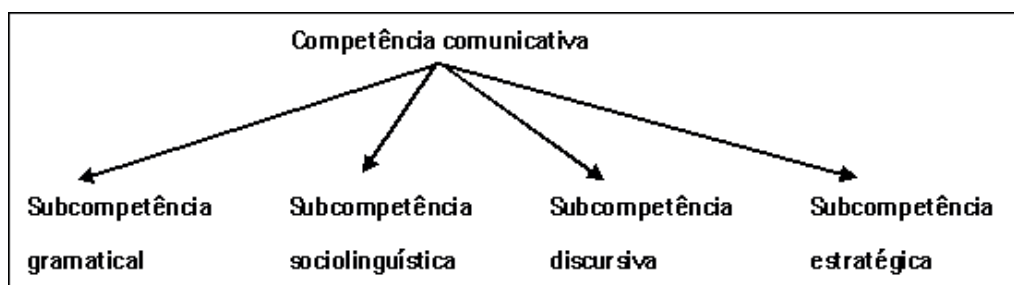 Competência comunicativa
Subcompetência Subcompetência Subcompetência Subcompetência
gramatical sociolinguística discursiva estratégica